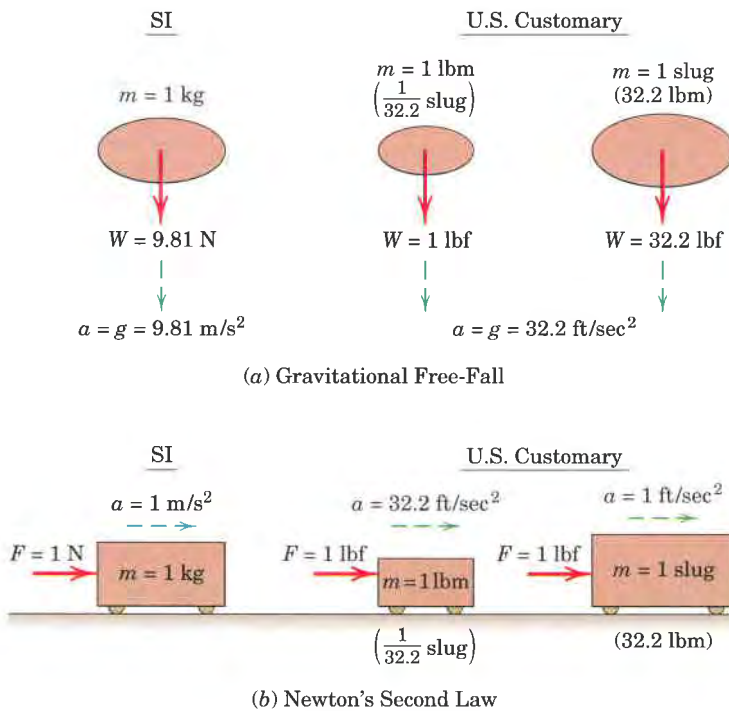 SI U.S. Customary
m = 1 kg
m = 1 lbm
(1/32.2 slug)
m = 1 slug
(32.2 lbm)
W = 9.81 N W = 1 lbf W = 32.2 lbf
a = g = 9.81 m/s² a = g = 32.2 ft/sec²
(a) Gravitational Free-Fall
SI U.S. Customary
a = 1 m/s² a = 32.2 ft/sec² a = 1 ft/sec²
F = 1 N F = 1 lbf F = 1 lbf
m = 1 kg m = 1 lbm m = 1 slug
(1/32.2 slug) (32.2 lbm)
(b) Newton's Second Law